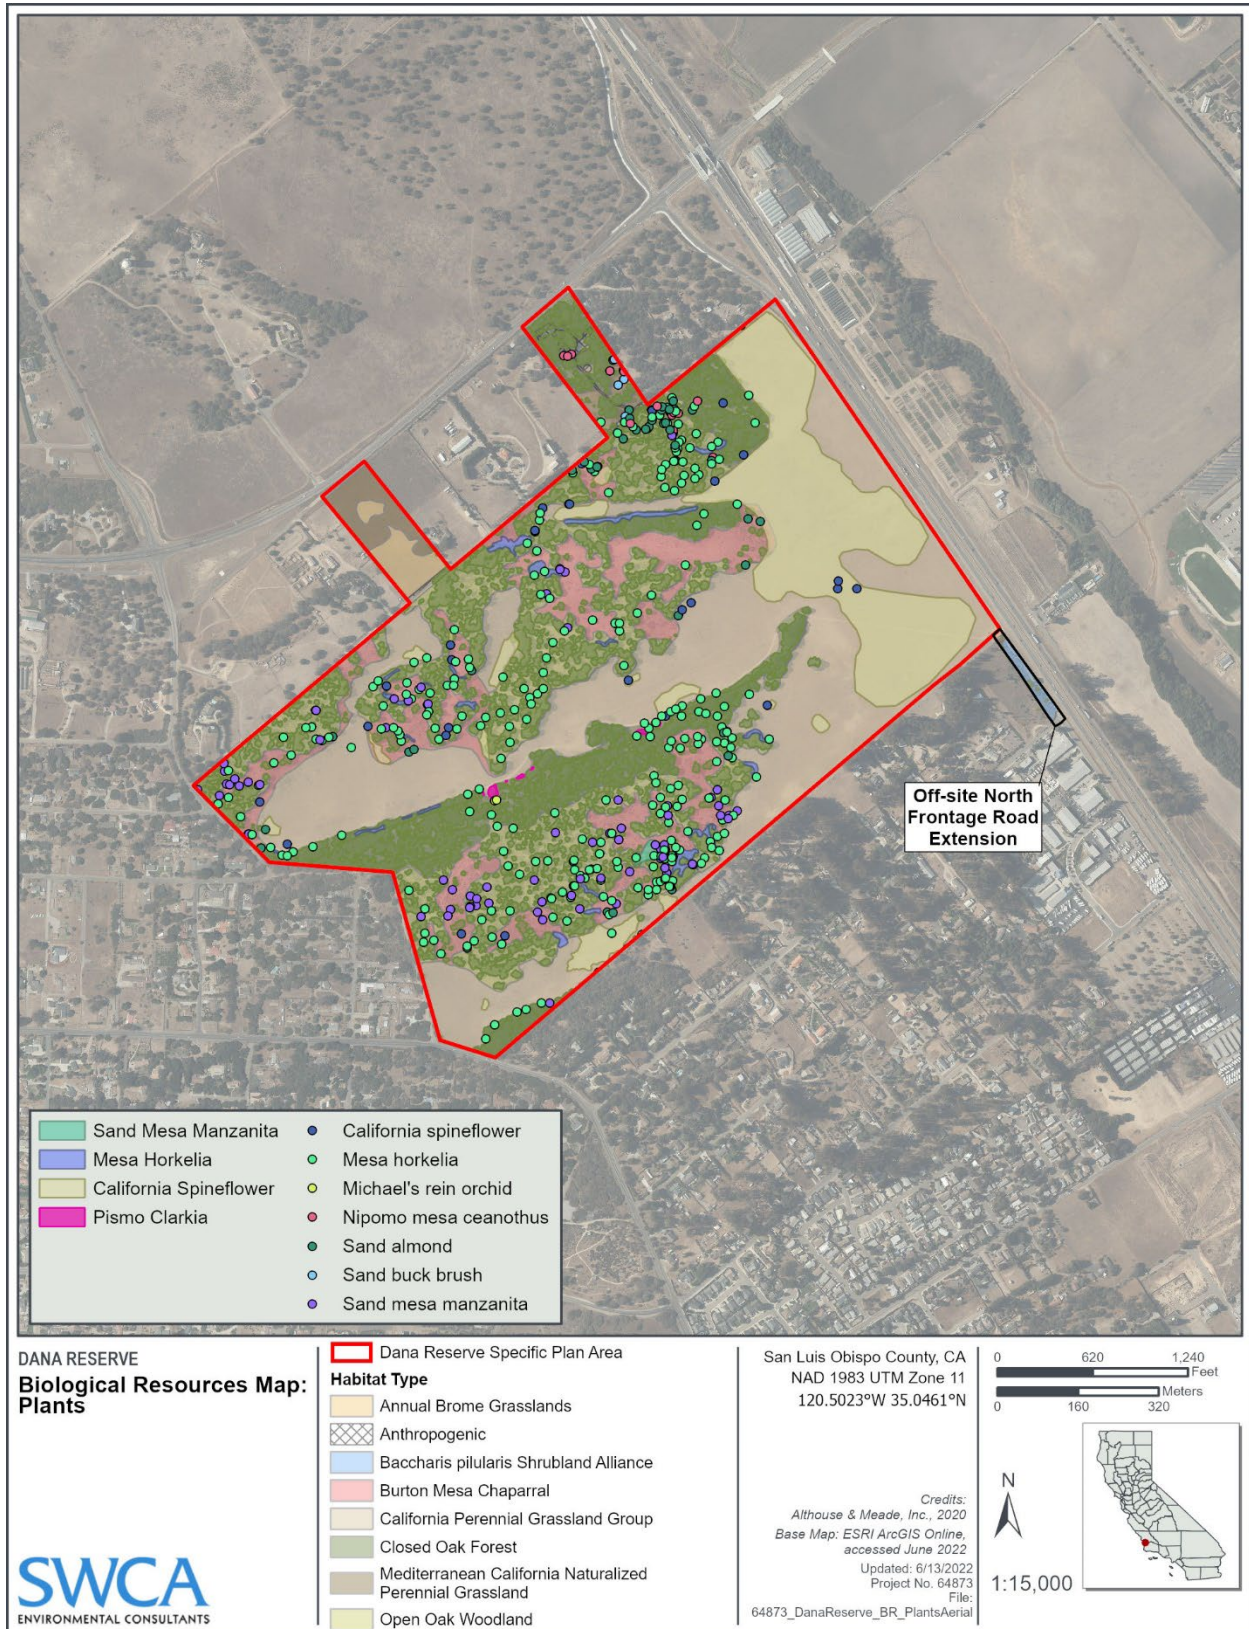 Off-site North
Frontage Road
Extension
Sand Mesa Manzanita
Mesa Horkelia
California Spineflower
Pismo Clarkia
California spineflower
Mesa horkelia
Michael's rein orchid
Nipomo mesa ceanothus
Sand almond
Sand buck brush
Sand mesa manzanita
DANA RESERVE
Biological Resources Map:
Plants
SWCA
ENVIRONMENTAL CONSULTANTS
Dana Reserve Specific Plan Area
Habitat Type
Annual Brome Grasslands
Anthropogenic
Baccharis pilularis Shrubland Alliance
Burton Mesa Chaparral
California Perennial Grassland Group
Closed Oak Forest
Mediterranean California Naturalized
Perennial Grassland
Open Oak Woodland
San Luis Obispo County, CA
NAD 1983 UTM Zone 11
120.5023°W 35.0461°N
Credits:
Althouse & Meade, Inc., 2020
Base Map: ESRI ArcGIS Online,
accessed June 2022
Updated: 6/13/2022
Project No. 64873
File:
64873_DanaReserve_BR_PlantsAerial
0 620 1,240
Feet
Meters
0 160 320
N
1:15,000